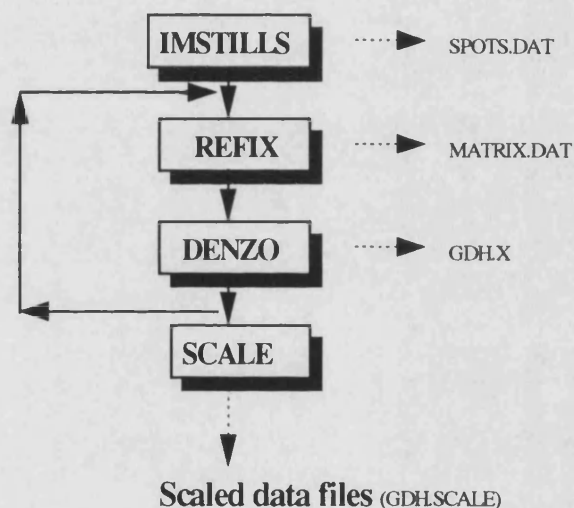 IMSTILLS
SPOTS.DAT
REFIX
MATRIX.DAT
DENZO
GDH.X
SCALE
Scaled data files (GDH.SCALE)